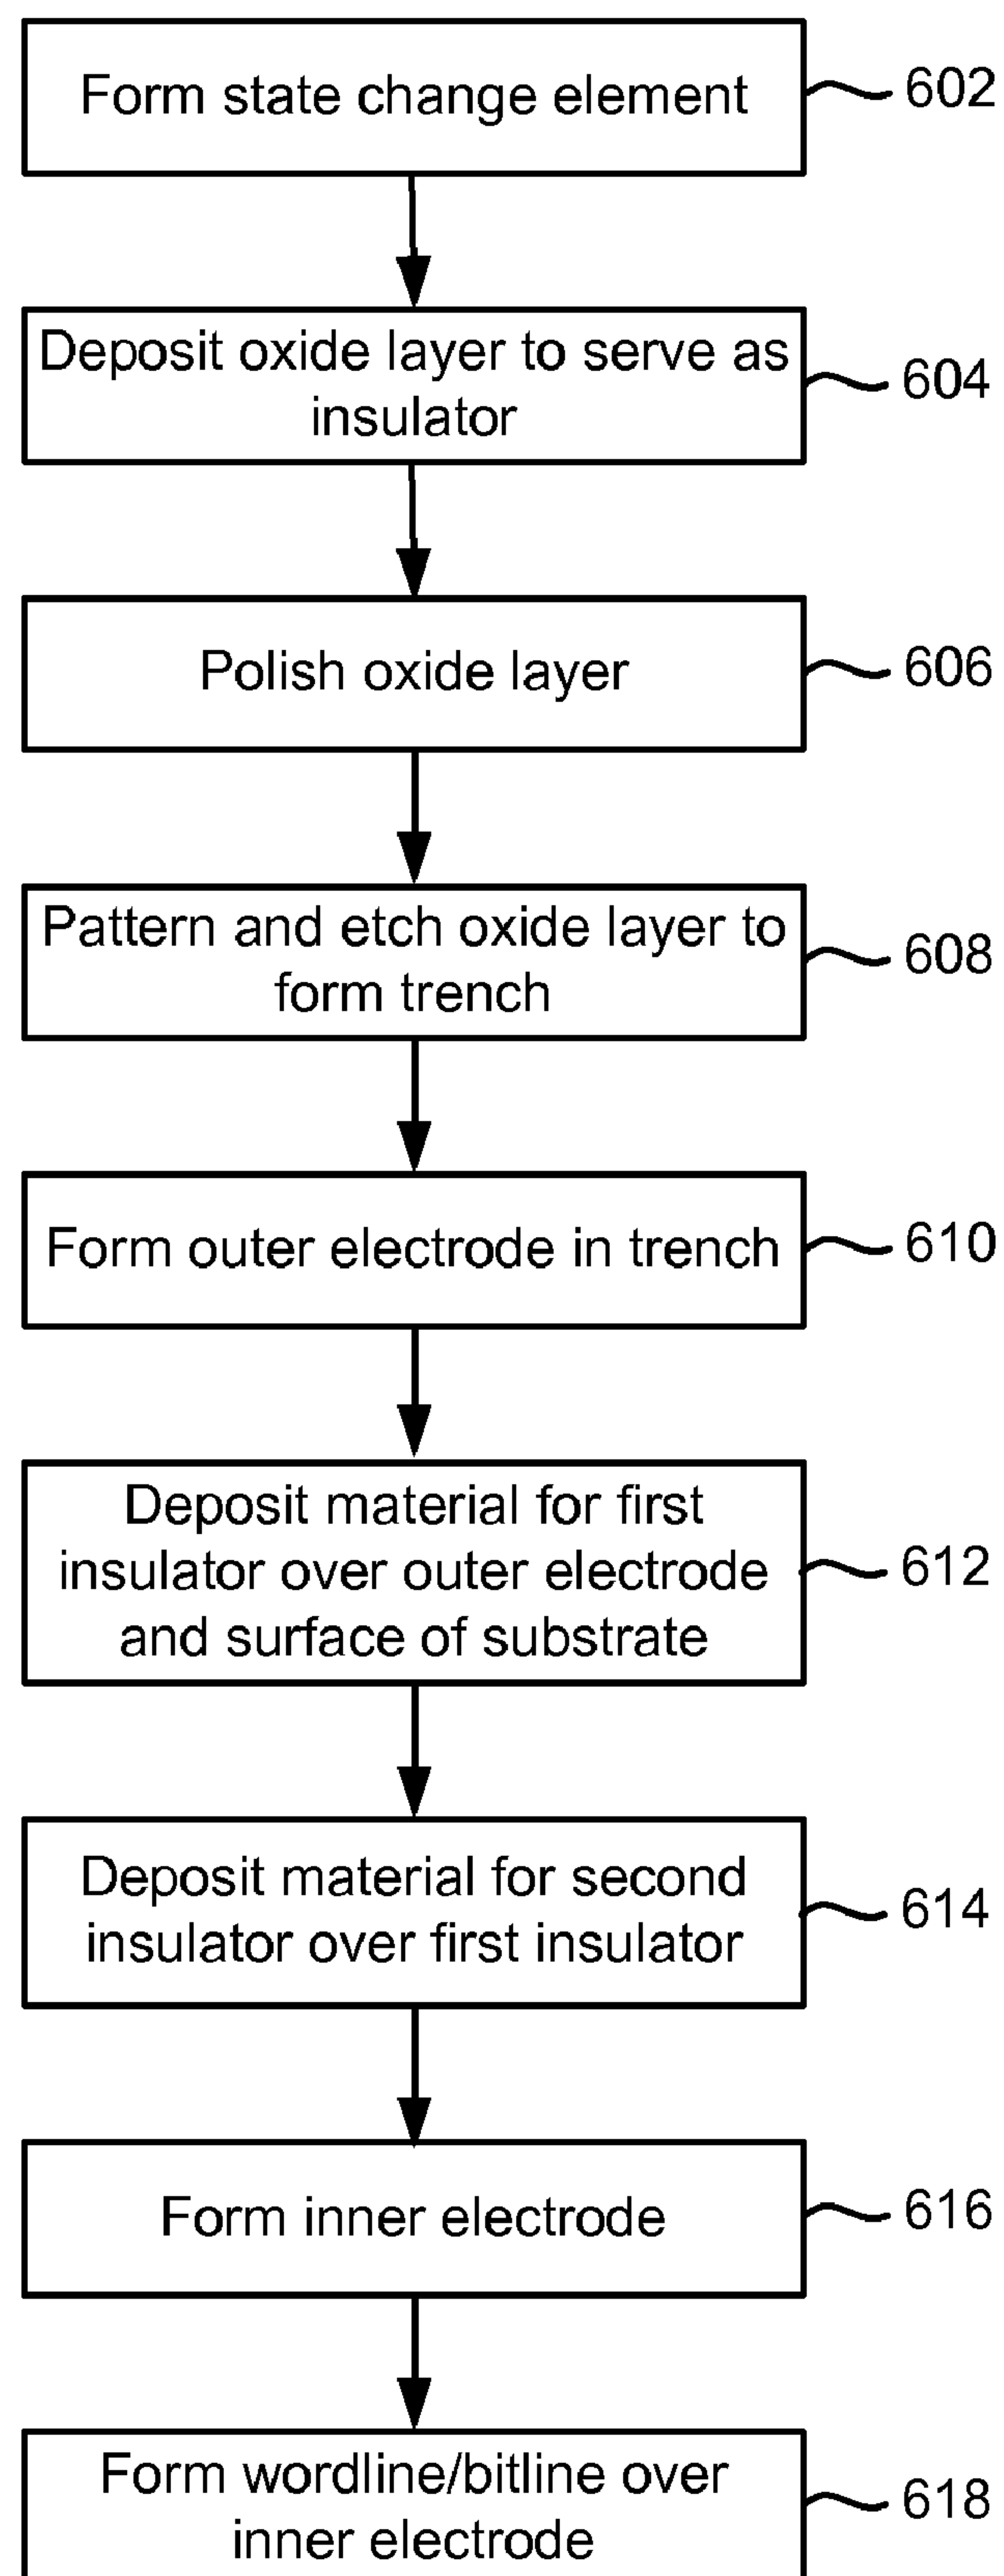 Form state change element
602
Deposit oxide layer to serve as
insulator
604
Polish oxide layer
606
Pattern and etch oxide layer to
form trench
608
Form outer electrode in trench
610
Deposit material for first
insulator over outer electrode
and surface of substrate
612
Deposit material for second
insulator over first insulator
614
Form inner electrode
616
Form wordline/bitline over
inner electrode
618